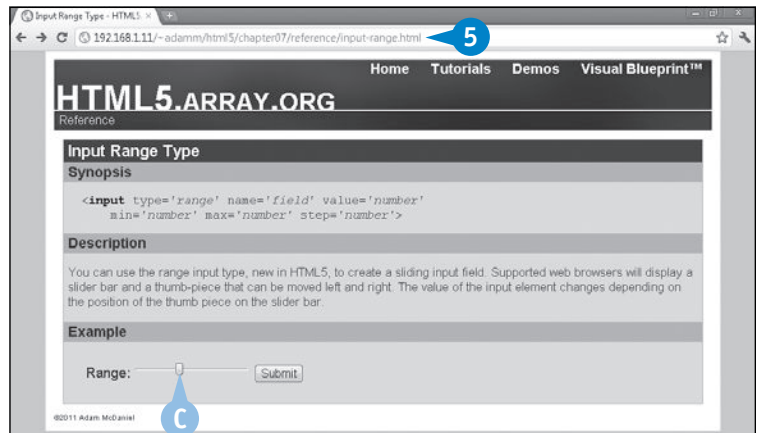 Input Range Type - HTML5
192.168.1.11/~adamm/html5/chapter07/reference/input-range.html
5
Home Tutorials Demos Visual Blueprint™
HTML5.ARRAY.ORG
Reference
Input Range Type
Synopsis
<input type='range' name='field' value='number'
min='number' max='number' step='number'>
Description
You can use the range input type, new in HTML5, to create a sliding input field. Supported web browsers will display a
slider bar and a thumb-piece that can be moved left and right. The value of the input element changes depending on
the position of the thumb piece on the slider bar.
Example
Range: Submit
C
©2011 Adam McDaniel